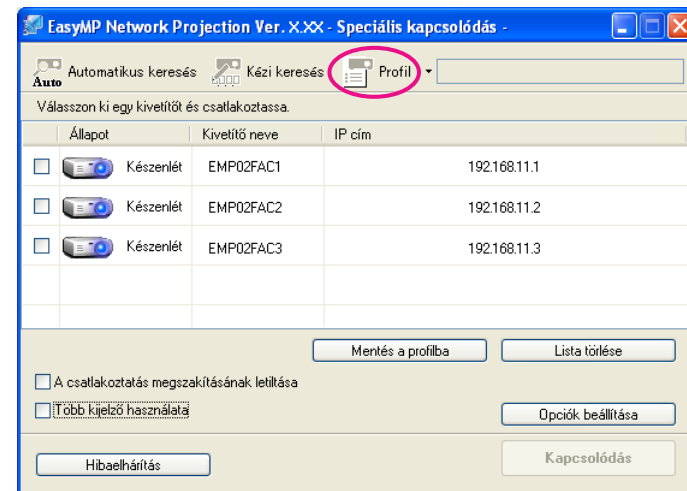 EasyMP Network Projection Ver. X.XX - Speciális kapcsolódás -
Auto Automatikus keresés Kézi keresés Profil
Válasszon ki egy kivetítőt és csatlakoztassa.
Állapot Kivetítő neve IP cím
Készenlét EMP02FAC1 192.168.11.1
Készenlét EMP02FAC2 192.168.11.2
Készenlét EMP02FAC3 192.168.11.3
Mentés a profilba Lista törlése
A csatlakoztatás megszakításának letiltása
Több kijelző használata
Opciók beállítása
Hibaelhárítás Kapcsolódás